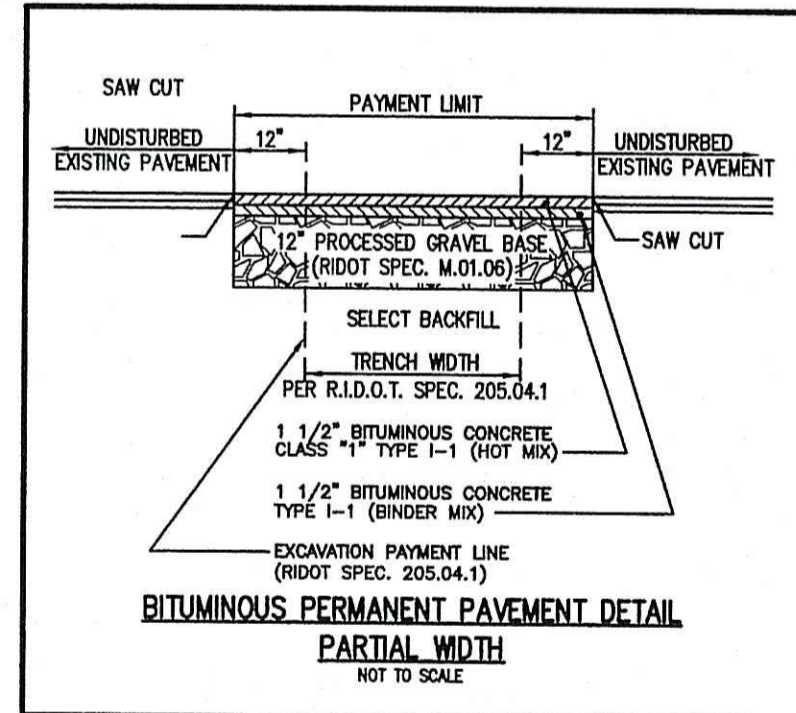 SAW CUT
PAYMENT LIMIT
UNDISTURBED
EXISTING PAVEMENT
12"
12"
UNDISTURBED
EXISTING PAVEMENT
12" PROCESSED GRAVEL BASE
(RIDOT SPEC. M.01.06)
SAW CUT
SELECT BACKFILL
TRENCH WIDTH
PER R.I.D.O.T. SPEC. 205.04.1
1 1/2" BITUMINOUS CONCRETE
CLASS "1" TYPE I-1 (HOT MIX)
1 1/2" BITUMINOUS CONCRETE
TYPE I-1 (BINDER MIX)
EXCAVATION PAYMENT LINE
(RIDOT SPEC. 205.04.1)
BITUMINOUS PERMANENT PAVEMENT DETAIL
PARTIAL WIDTH
NOT TO SCALE